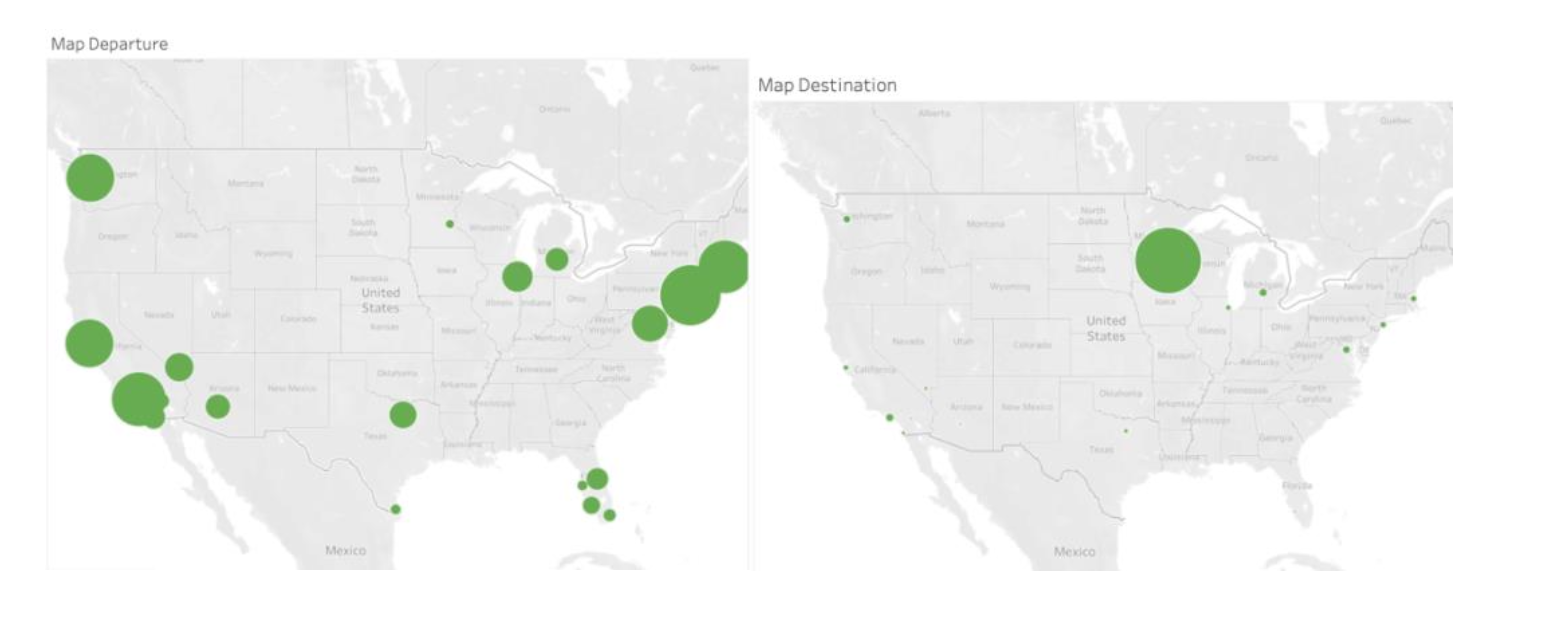 Map Departure
Quebec
Ontario
Montana
North
Dakota
Minnesota
South
Dakota
Wisconsin
Oregon
Idaho
Wyoming
New York
VT
Iowa
Nebraska
Nevada
Utah
Colorado
United
States
Kansas
Missouri
Illinois
Indiana
Ohio
West
Virginia
Kentucky
Arizona
New Mexico
Oklahoma
Arkansas
Tennessee
North
Carolina
Mississippi
Georgia
Texas
Louisiana
Mexico
Map Destination
Alberta
Quebec
Ontario
Montana
North
Dakota
South
Dakota
Oregon
Idaho
Wyoming
Michigan
New York
VT
Maine
Iowa
Nevada
Utah
Colorado
United
States
Illinois
Ohio
Pennsylvania
West
Virginia
Missouri
Kentucky
California
Arizona
New Mexico
Oklahoma
Arkansas
Tennessee
North
Carolina
Mississippi
Georgia
Texas
Louisiana
Florida
Mexico